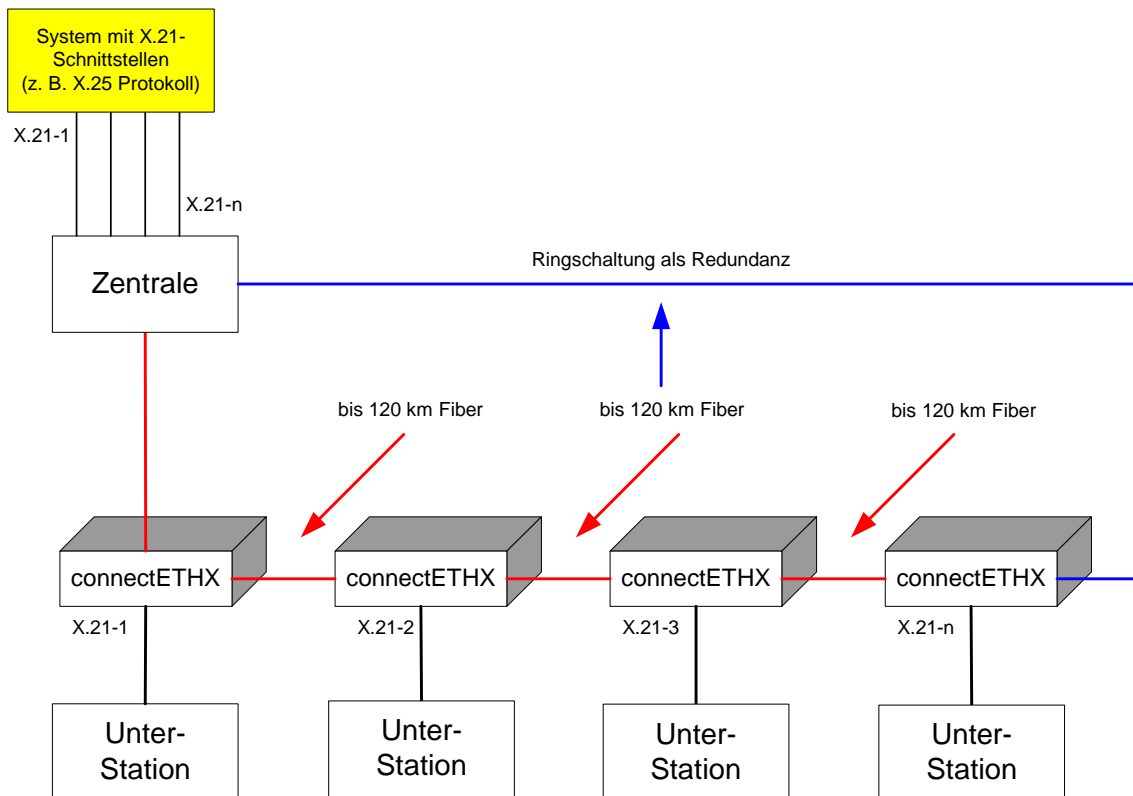 System mit X.21-
Schnittstellen
(z. B. X.25 Protokoll)
X.21-1
X.21-n
Zentrale
Ringschaltung als Redundanz
bis 120 km Fiber
bis 120 km Fiber
bis 120 km Fiber
connectETHX
connectETHX
connectETHX
connectETHX
X.21-1
X.21-2
X.21-3
X.21-n
Unter-
Station
Unter-
Station
Unter-
Station
Unter-
Station